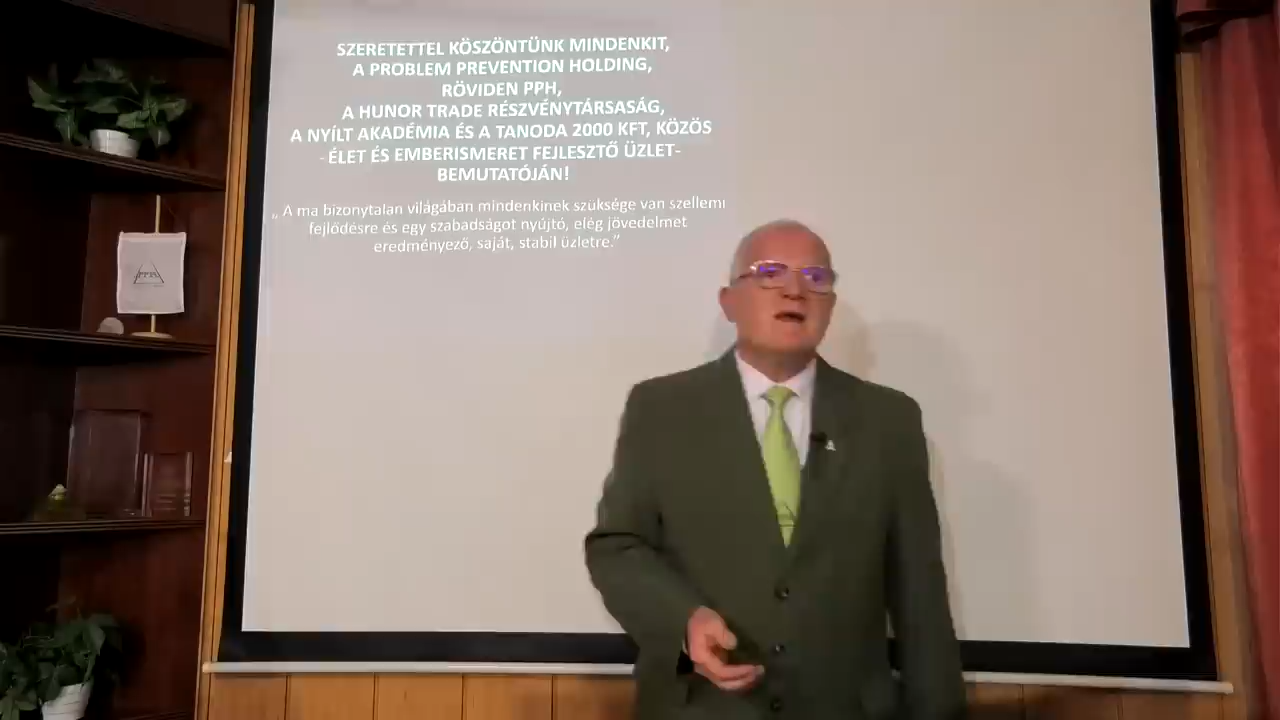 SZERETETTEL KÖSZÖNTÜNK MINDENKIT,
A PROBLEM PREVENTION HOLDING,
RÖVIDEN PPH,
A HUNOR TRADE RÉSZVÉNYTÁRSASÁG,
A NYÍLT AKADÉMIA ÉS A TANODA 2000 KFT, KÖZÖS
- ÉLET ÉS EMBERISMERET FEJLESZTŐ ÜZLET-
BEMUTATÓJÁN!
„ A ma bizonytalan világában mindenkinek szüksége van szellemi
fejlődésre és egy szabadságot nyújtó, elég jövedelmet
eredményező, saját, stabil üzletre.”